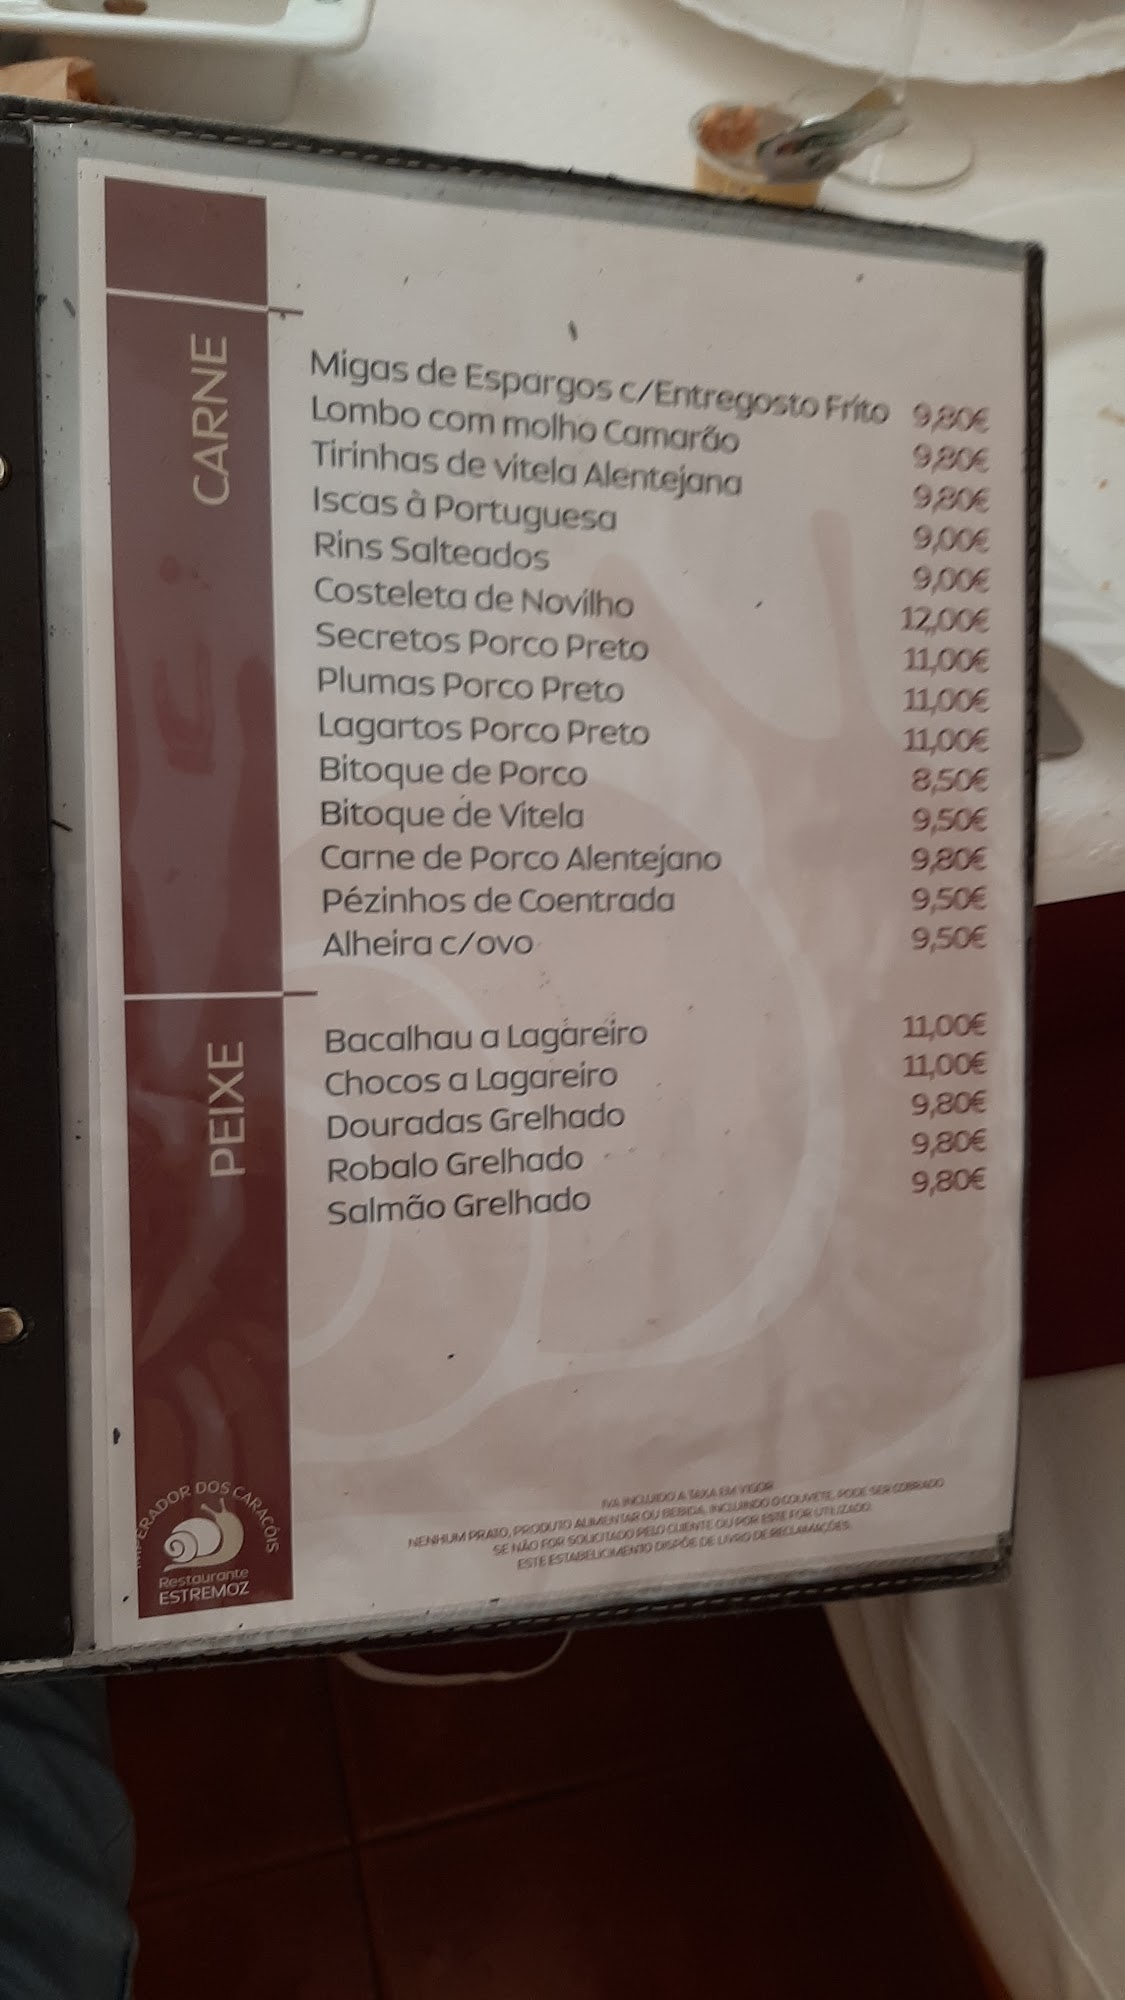 CARNE
Migas de Espargos c/Entregosto Frito 9,80€
Lombo com molho Camarão 9,80€
Tirinhas de vitela Alentejana 9,80€
Iscas à Portuguesa 9,00€
Rins Salteados 9,00€
Costeleta de Novilho 12,00€
Secretos Porco Preto 11,00€
Plumas Porco Preto 11,00€
Lagartos Porco Preto 11,00€
Bitoque de Porco 8,50€
Bitoque de Vitela 9,50€
Carne de Porco Alentejano 9,80€
Pézinhos de Coentrada 9,50€
Alheira c/ovo 9,50€
PEIXE
Bacalhau a Lagareiro 11,00€
Chocos a Lagareiro 11,00€
Douradas Grelhado 9,80€
Robalo Grelhado 9,80€
Salmão Grelhado 9,80€
IVA INCLUIDO A TAXA EM VIGOR
NENHUM PRATO, PRODUTO ALIMENTAR OU BEBIDA, INCLUINDO O COUVETE, PODE SER COBRADO
SE NÃO FOR SOLICITADO PELO CLIENTE OU POR ESTE FOR UTILIZADO.
ESTE ESTABELICIMENTO DISPÕE DE LIVRO DE RECLAMAÇÕES.
IMPERADOR DOS CARACÓIS
Restaurante
ESTREMOZ